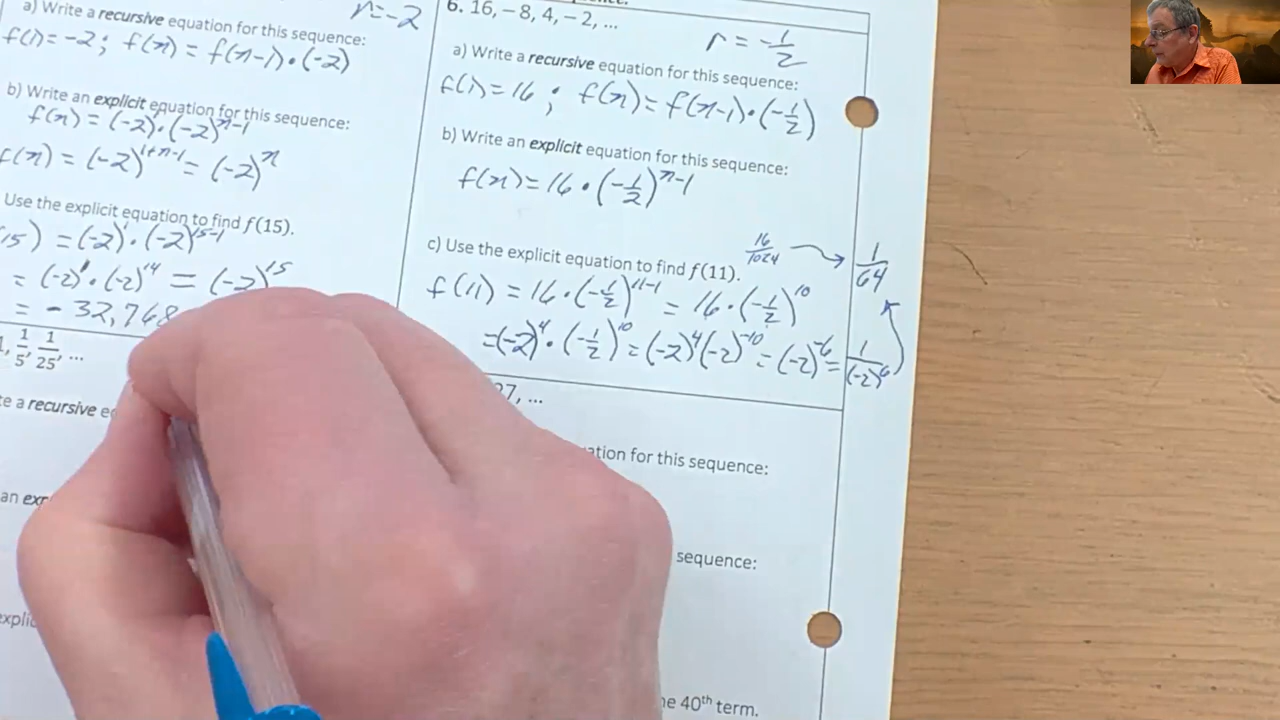 a) Write a recursive equation for this sequence:
r = -2
f(1) = -2 ; f(n) = f(n-1)·(-2)
b) Write an explicit equation for this sequence:
f(n) = (-2)·(-2)^{n-1}
f(n) = (-2)^{1+n-1} = (-2)^n
Use the explicit equation to find f(15).
15) = (-2)^1·(-2)^{15-1}
= (-2)^1·(-2)^{14} = (-2)^{15}
= -32,768
1/5, 1/25, ...
a recursive
an
6. 16, -8, 4, -2, ...
r = -1/2
a) Write a recursive equation for this sequence:
f(1) = 16 ; f(n) = f(n-1)·(-1/2)
b) Write an explicit equation for this sequence:
f(n) = 16·(-1/2)^{n-1}
c) Use the explicit equation to find f(11).
16/1024
1/64
f(11) = 16·(-1/2)^{11-1} = 16·(-1/2)^{10}
=(-2)^4·(-1/2)^{10} = (-2)^4(-2)^{-10} = (-2)^{-6} = 1/(-2)^6
27, ...
ation for this sequence:
sequence:
40th term.